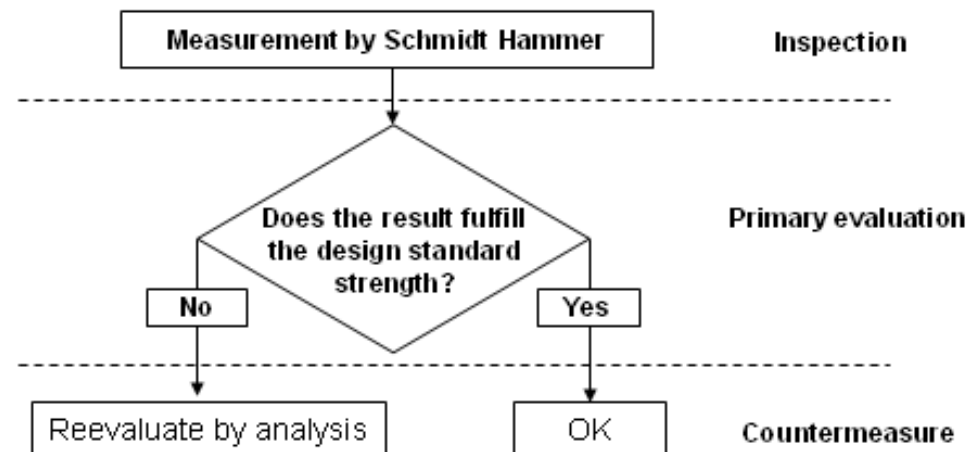 Measurement by Schmidt Hammer
Inspection
Does the result fulfill
the design standard
strength?
Primary evaluation
No
Yes
Reevaluate by analysis
OK
Countermeasure